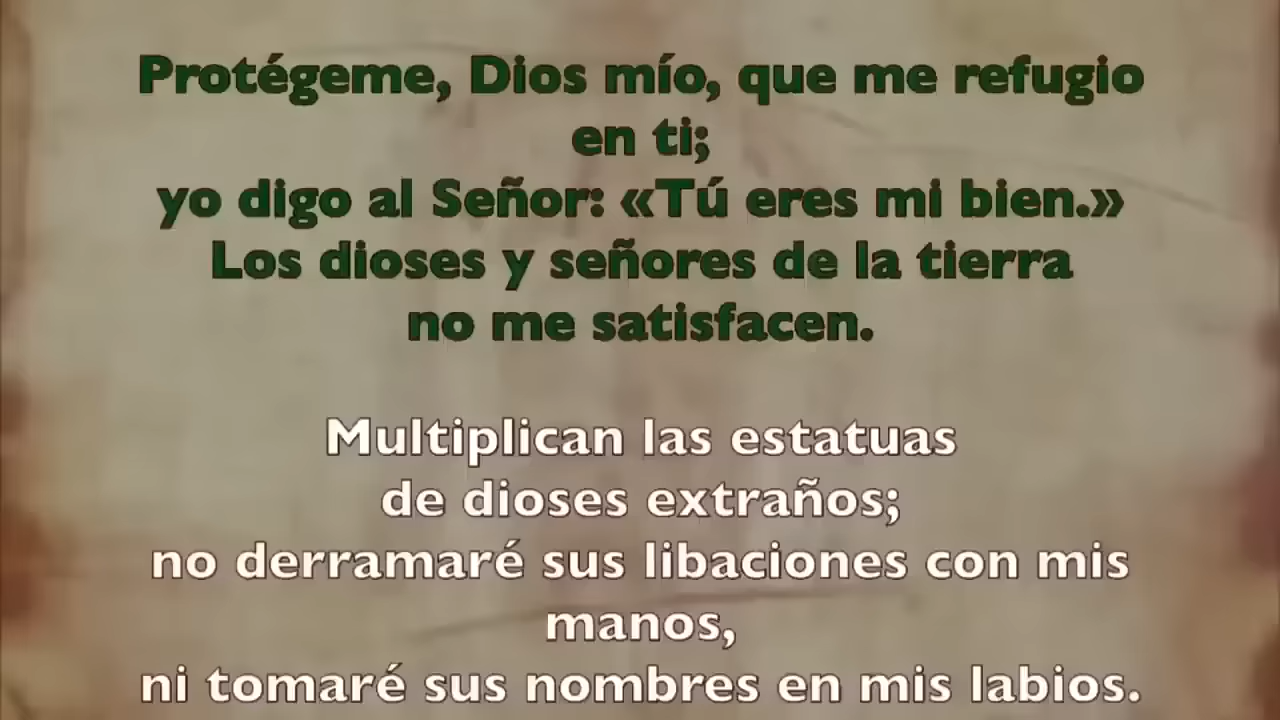 Protégeme, Dios mío, que me refugio
en ti;
yo digo al Señor: «Tú eres mi bien.»
Los dioses y señores de la tierra
no me satisfacen.
Multiplican las estatuas
de dioses extraños;
no derramaré sus libaciones con mis
manos,
ni tomaré sus nombres en mis labios.